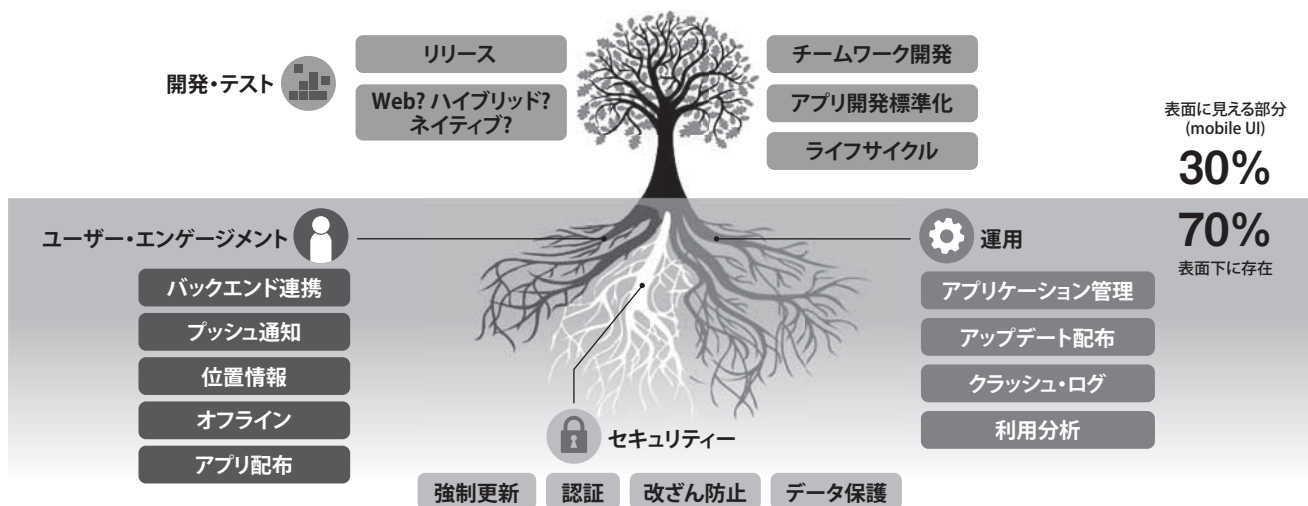 開発・テスト
リリース
Web? ハイブリッド?
ネイティブ?
チームワーク開発
アプリ開発標準化
ライフサイクル
表面に見える部分
(mobile UI)
30%
70%
表面下に存在
ユーザー・エンゲージメント
バックエンド連携
プッシュ通知
位置情報
オフライン
アプリ配布
運用
アプリケーション管理
アップデート配布
クラッシュ・ログ
利用分析
セキュリティー
強制更新
認証
改ざん防止
データ保護